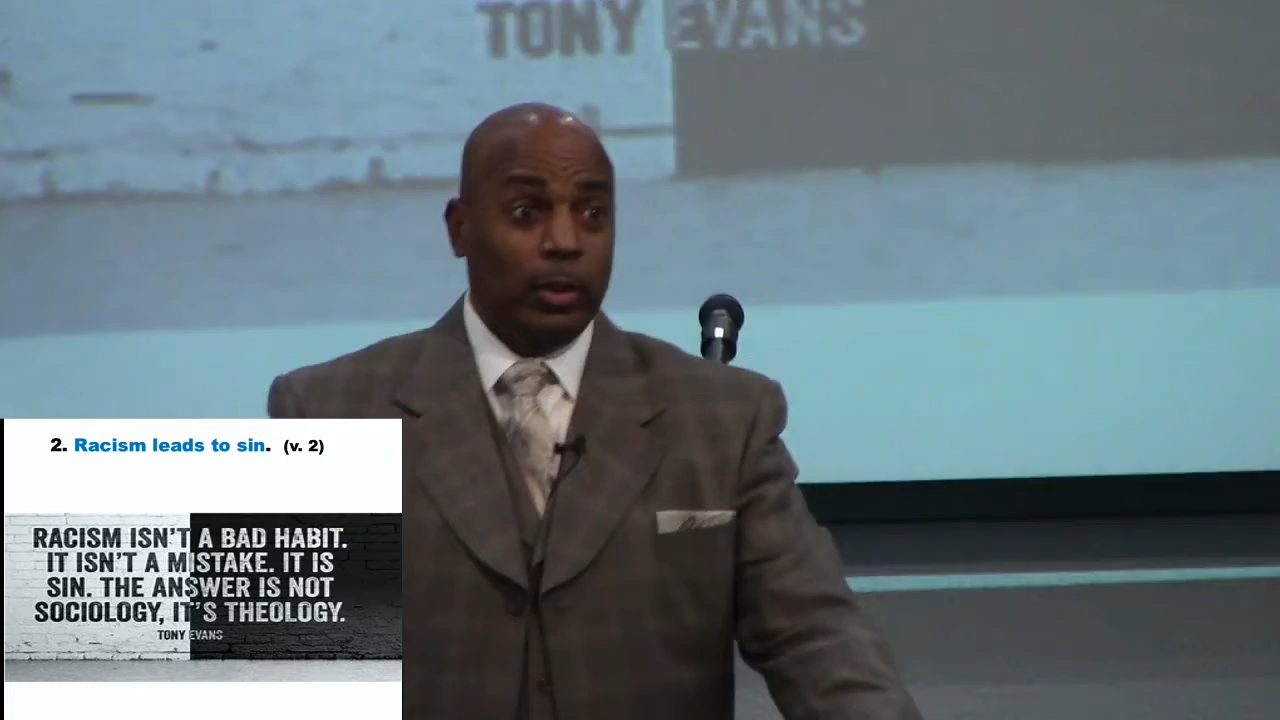 TONY EVANS
2. Racism leads to sin. (v. 2)
RACISM ISN'T A BAD HABIT.
IT ISN'T A MISTAKE. IT IS
SIN. THE ANSWER IS NOT
SOCIOLOGY, IT'S THEOLOGY.
TONY EVANS